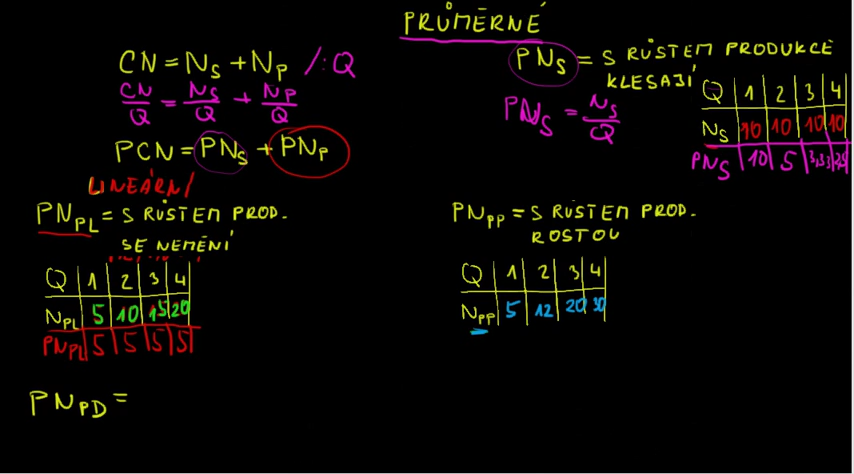 PRŮMĚRNÉ
CN = NS + NP /:Q
CN/Q = NS/Q + NP/Q
PCN = PNS + PNP
PNS = S RŮSTEM PRODUKCE
KLESAJÍ
PNS = NS/Q
Q 1 2 3 4
NS 10 10 10 10
PNS 10 5 3,33 2,5
LINEÁRNÍ
PNPL = S RŮSTEM PROD.
SE NEMĚNÍ
Q 1 2 3 4
NPL 5 10 15 20
PNPL 5 5 5 5
PNPP = S RŮSTEM PROD.
ROSTOU
Q 1 2 3 4
NPP 5 12 20 30
PNPD =